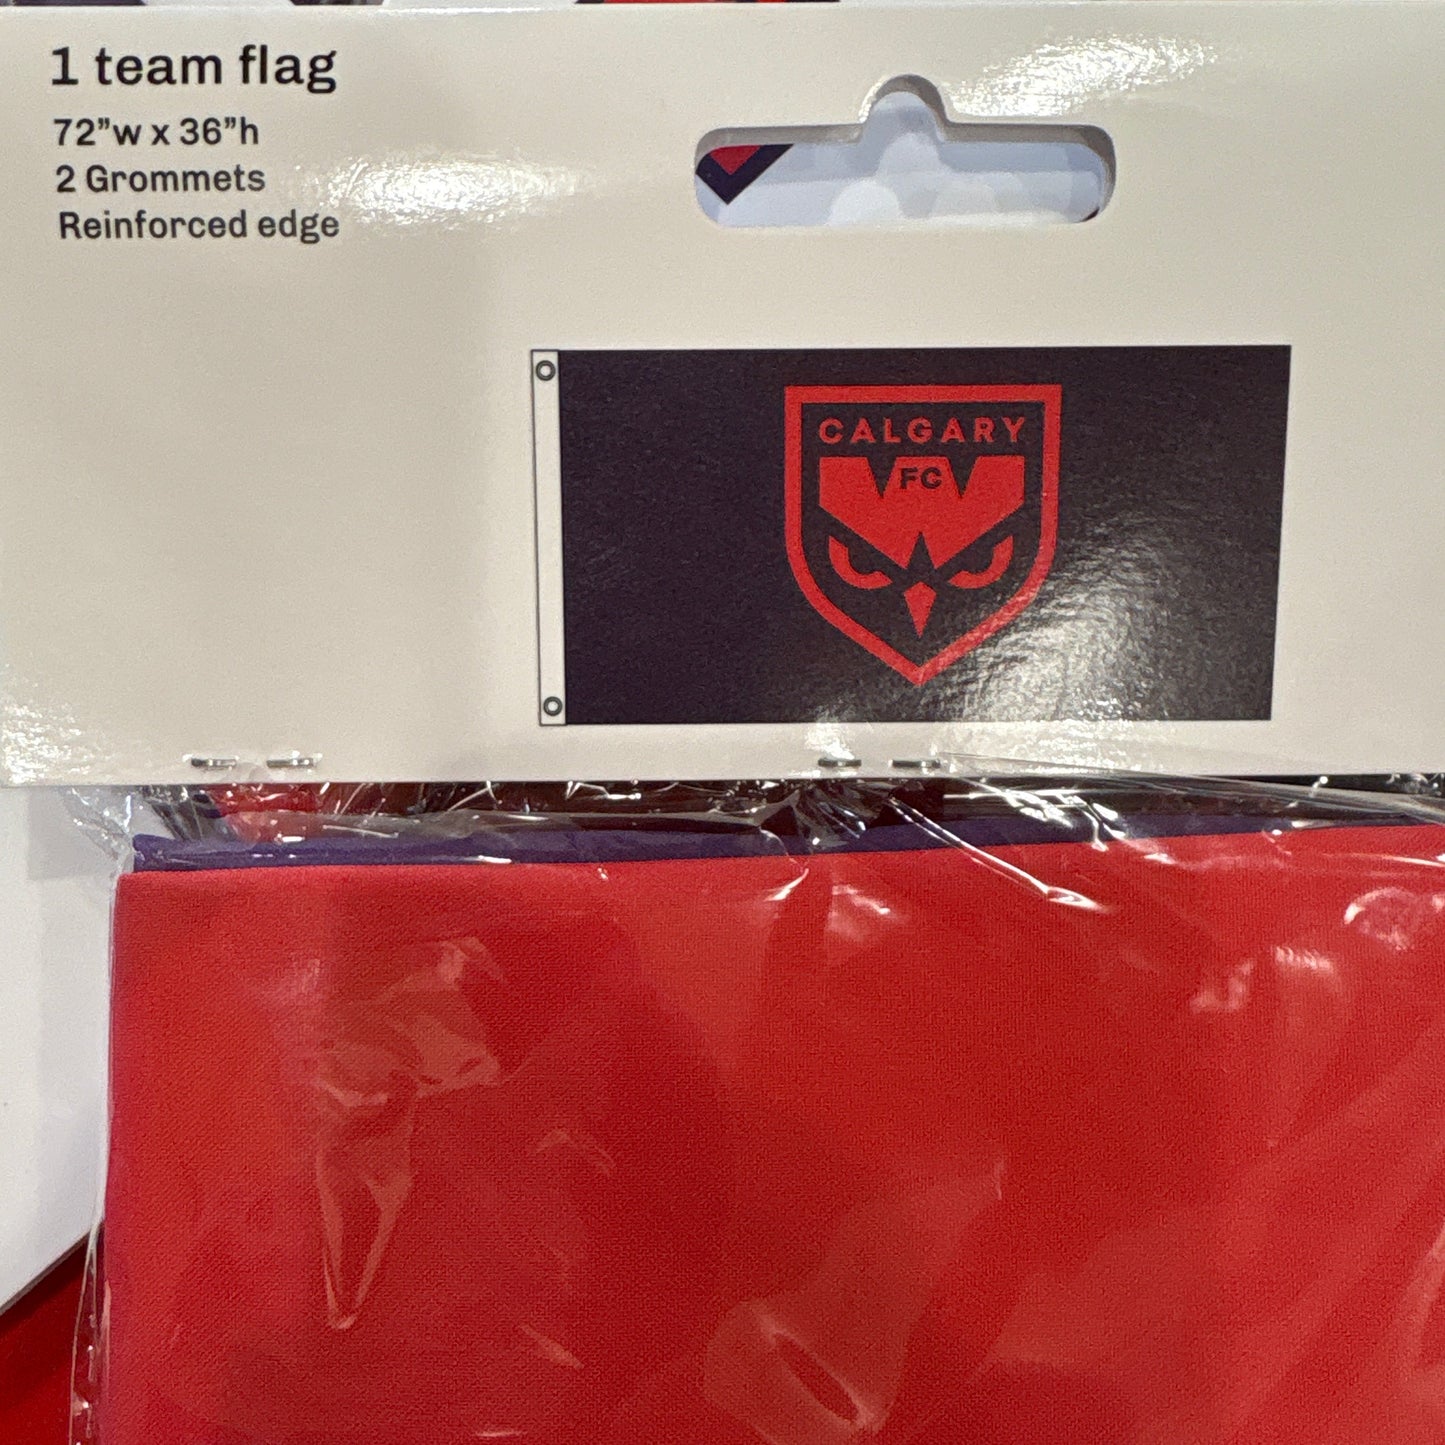 1 team flag
72”w x 36”h
2 Grommets
Reinforced edge
CALGARY
FC